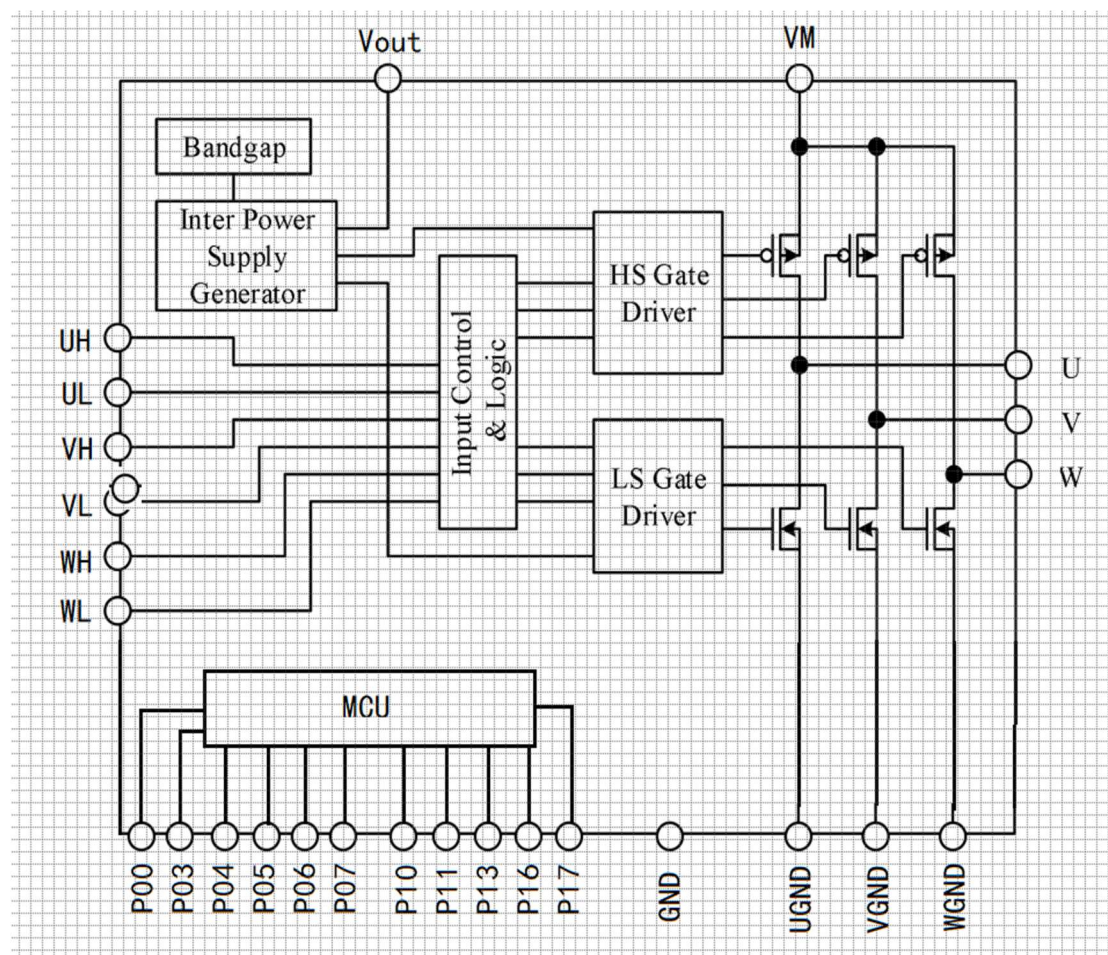 Vout
VM
Bandgap
Inter Power
Supply
Generator
HS Gate
Driver
Input Control
& Logic
UH
UL
VH
VL
WH
WL
U
V
W
LS Gate
Driver
MCU
P00
P03
P04
P05
P06
P07
P10
P11
P13
P16
P17
GND
UGND
VGND
WGND